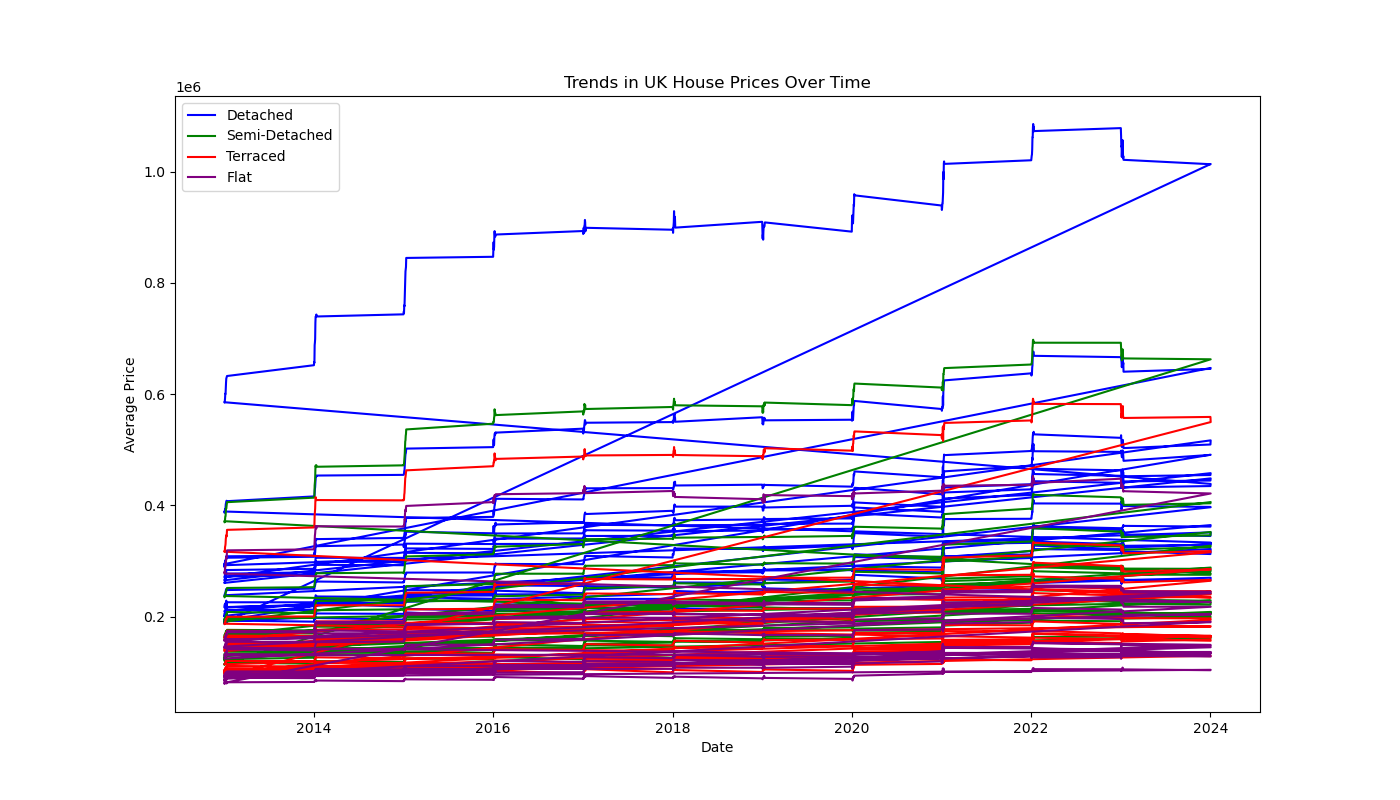 Trends in UK House Prices Over Time
1e6
Detached
Semi-Detached
Terraced
Flat
1.0
0.8
0.6
0.4
0.2
Average Price
2014 2016 2018 2020 2022 2024
Date